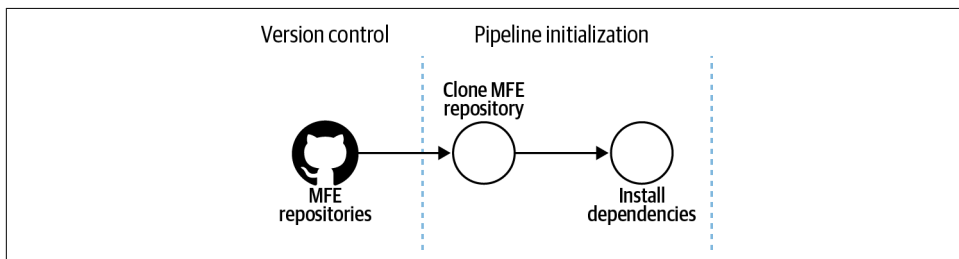 Version control
Pipeline initialization
Clone MFE
repository
MFE
repositories
Install
dependencies